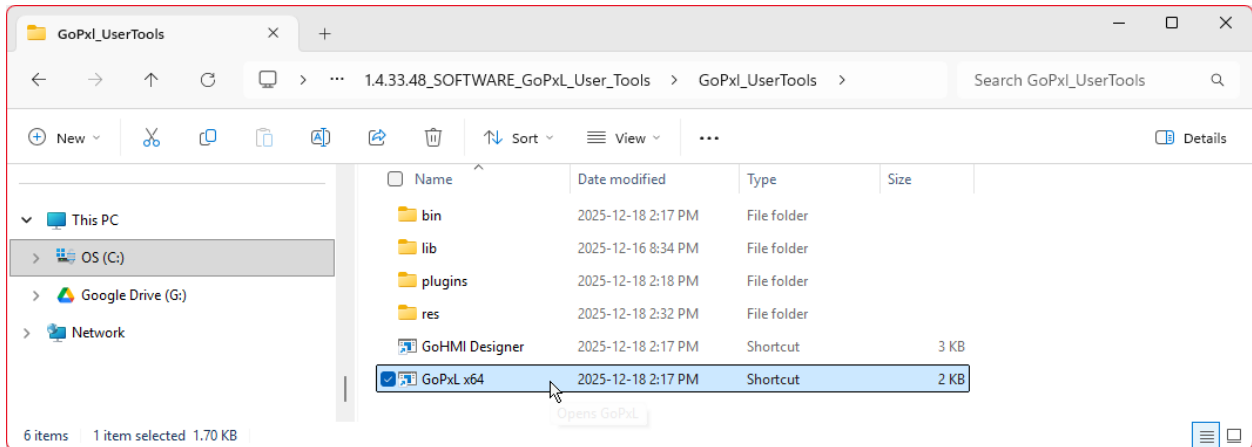 GoPxl_UserTools
1.4.33.48_SOFTWARE_GoPxL_User_Tools > GoPxl_UserTools > Search GoPxl_UserTools
New Sort View Details
Name Date modified Type Size
This PC
OS (C:)
Google Drive (G:)
Network
bin 2025-12-18 2:17 PM File folder
lib 2025-12-16 8:34 PM File folder
plugins 2025-12-18 2:18 PM File folder
res 2025-12-18 2:32 PM File folder
GoHMI Designer 2025-12-18 2:17 PM Shortcut 3 KB
GoPxL x64 2025-12-18 2:17 PM Shortcut 2 KB
Opens GoPxL
6 items 1 item selected 1.70 KB